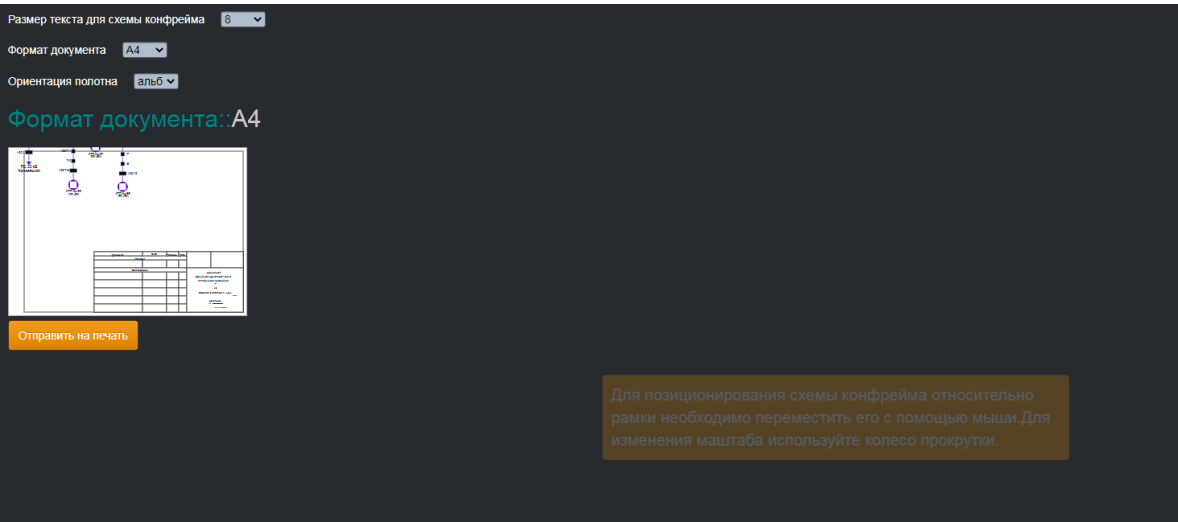 Размер текста для схемы конфрейма 8
Формат документа A4
Ориентация полотна альб
Формат документа::A4
Отправить на печать
Для позиционирования схемы конфрейма относительно
рамки необходимо переместить его с помощью мыши.Для
изменения маштаба используйте колесо прокрутки.